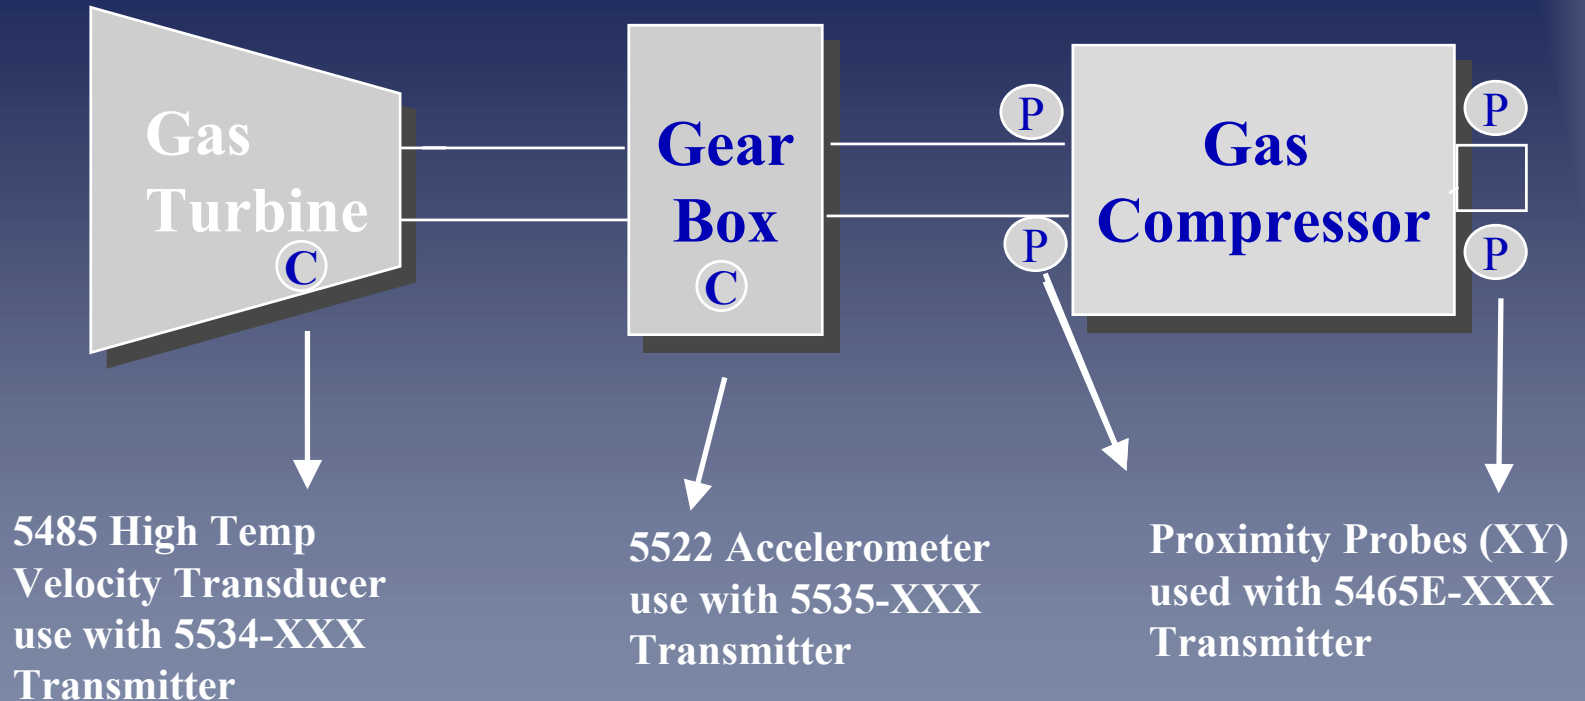 Gas
Turbine
C
Gear
Box
C
P
P
Gas
Compressor
P
P
5485 High Temp
Velocity Transducer
use with 5534-XXX
Transmitter
5522 Accelerometer
use with 5535-XXX
Transmitter
Proximity Probes (XY)
used with 5465E-XXX
Transmitter